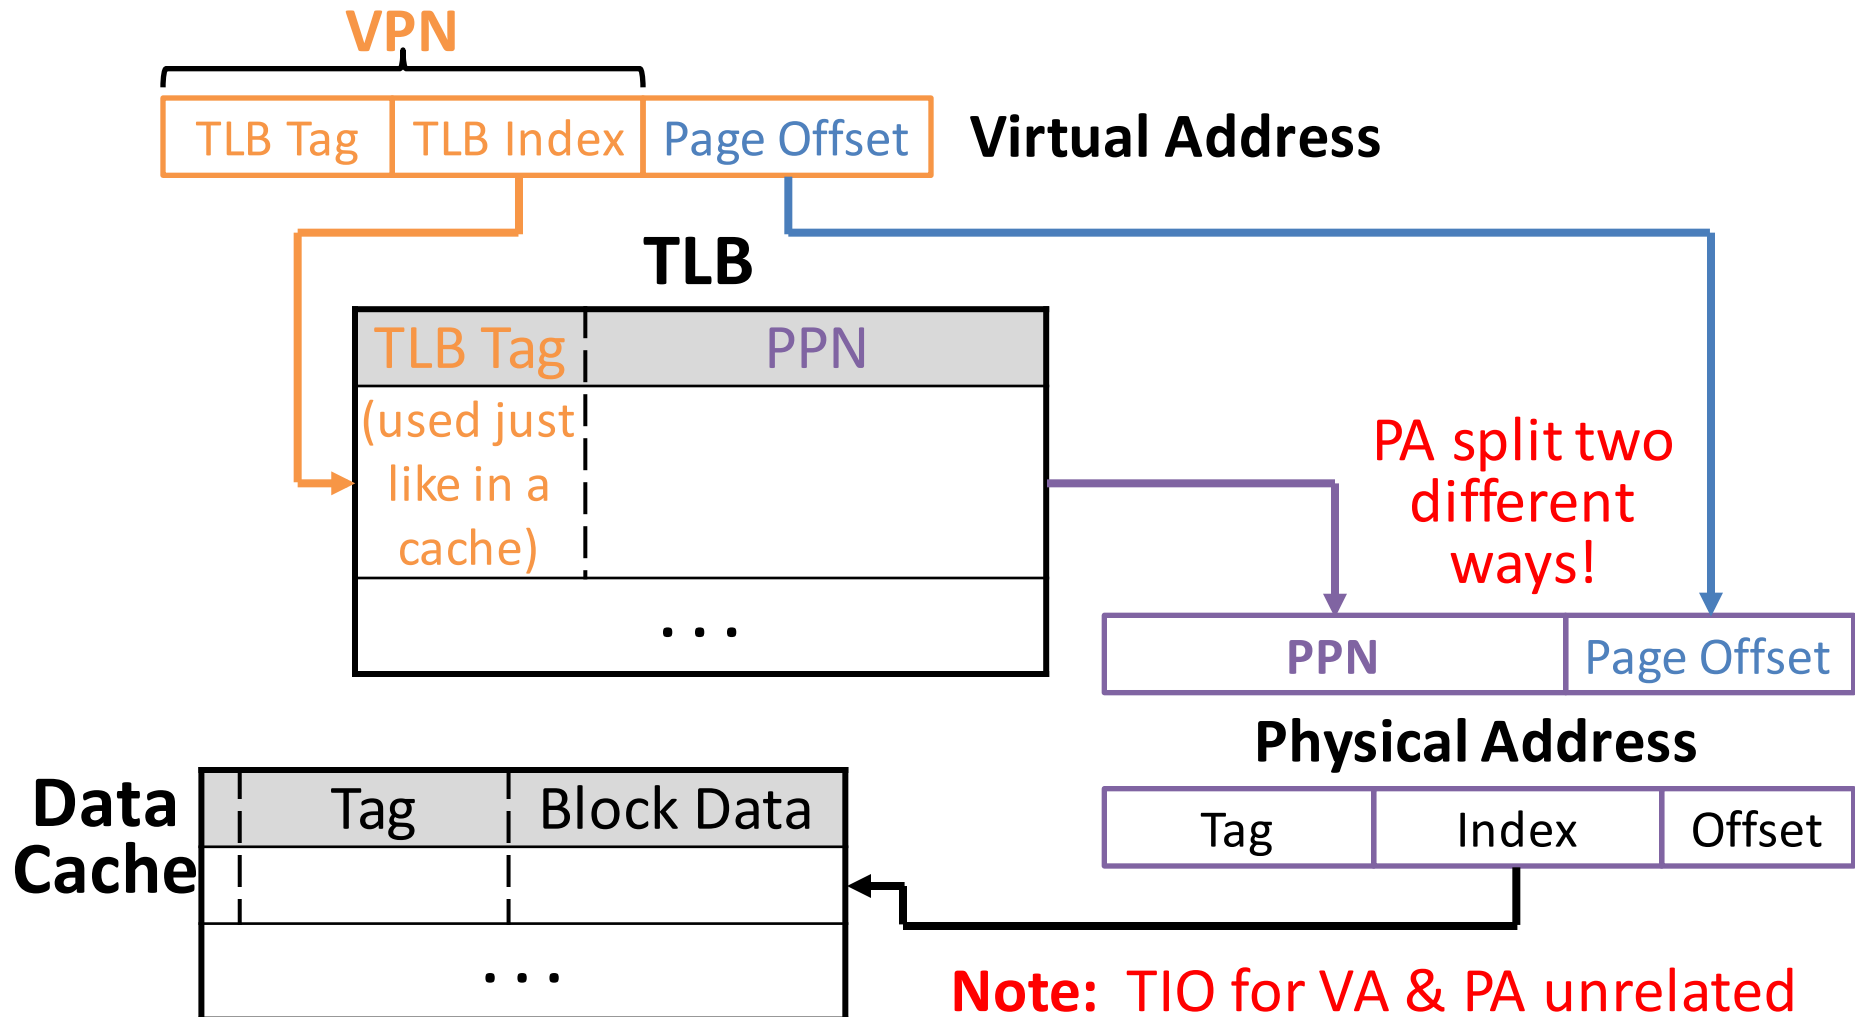 VPN
TLB Tag TLB Index Page Offset Virtual Address
TLB
TLB Tag PPN
(used just
like in a
cache)
. . .
PA split two
different
ways!
PPN Page Offset
Physical Address
Tag Index Offset
Data
Cache
Tag Block Data
. . .
Note: TIO for VA & PA unrelated